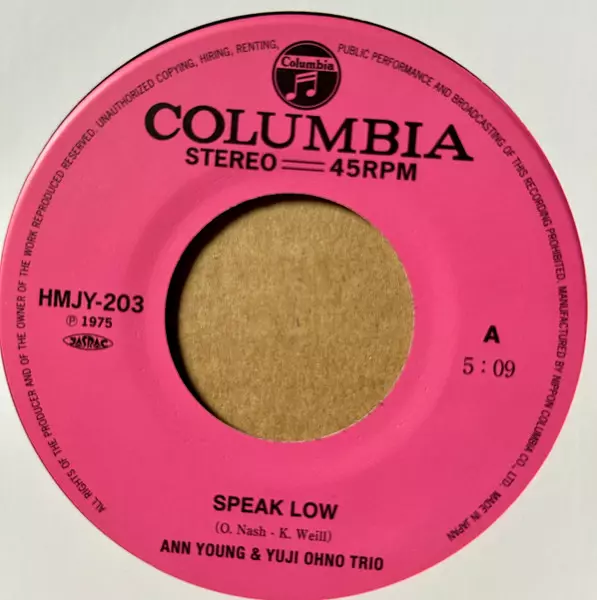 ALL RIGHTS OF THE PRODUCER AND OF THE OWNER OF THE WORK REPRODUCED RESERVED. UNAUTHORIZED COPYING, HIRING, RENTING, PUBLIC PERFORMANCE AND BROADCASTING OF THIS RECORDING PROHIBITED. MANUFACTURED BY NIPPON COLUMBIA CO., LTD. MADE IN JAPAN
Columbia
COLUMBIA
STEREO 45RPM
HMJY-203
℗ 1975
JASRAC
A
5:09
SPEAK LOW
(O. Nash - K. Weill)
ANN YOUNG & YUJI OHNO TRIO